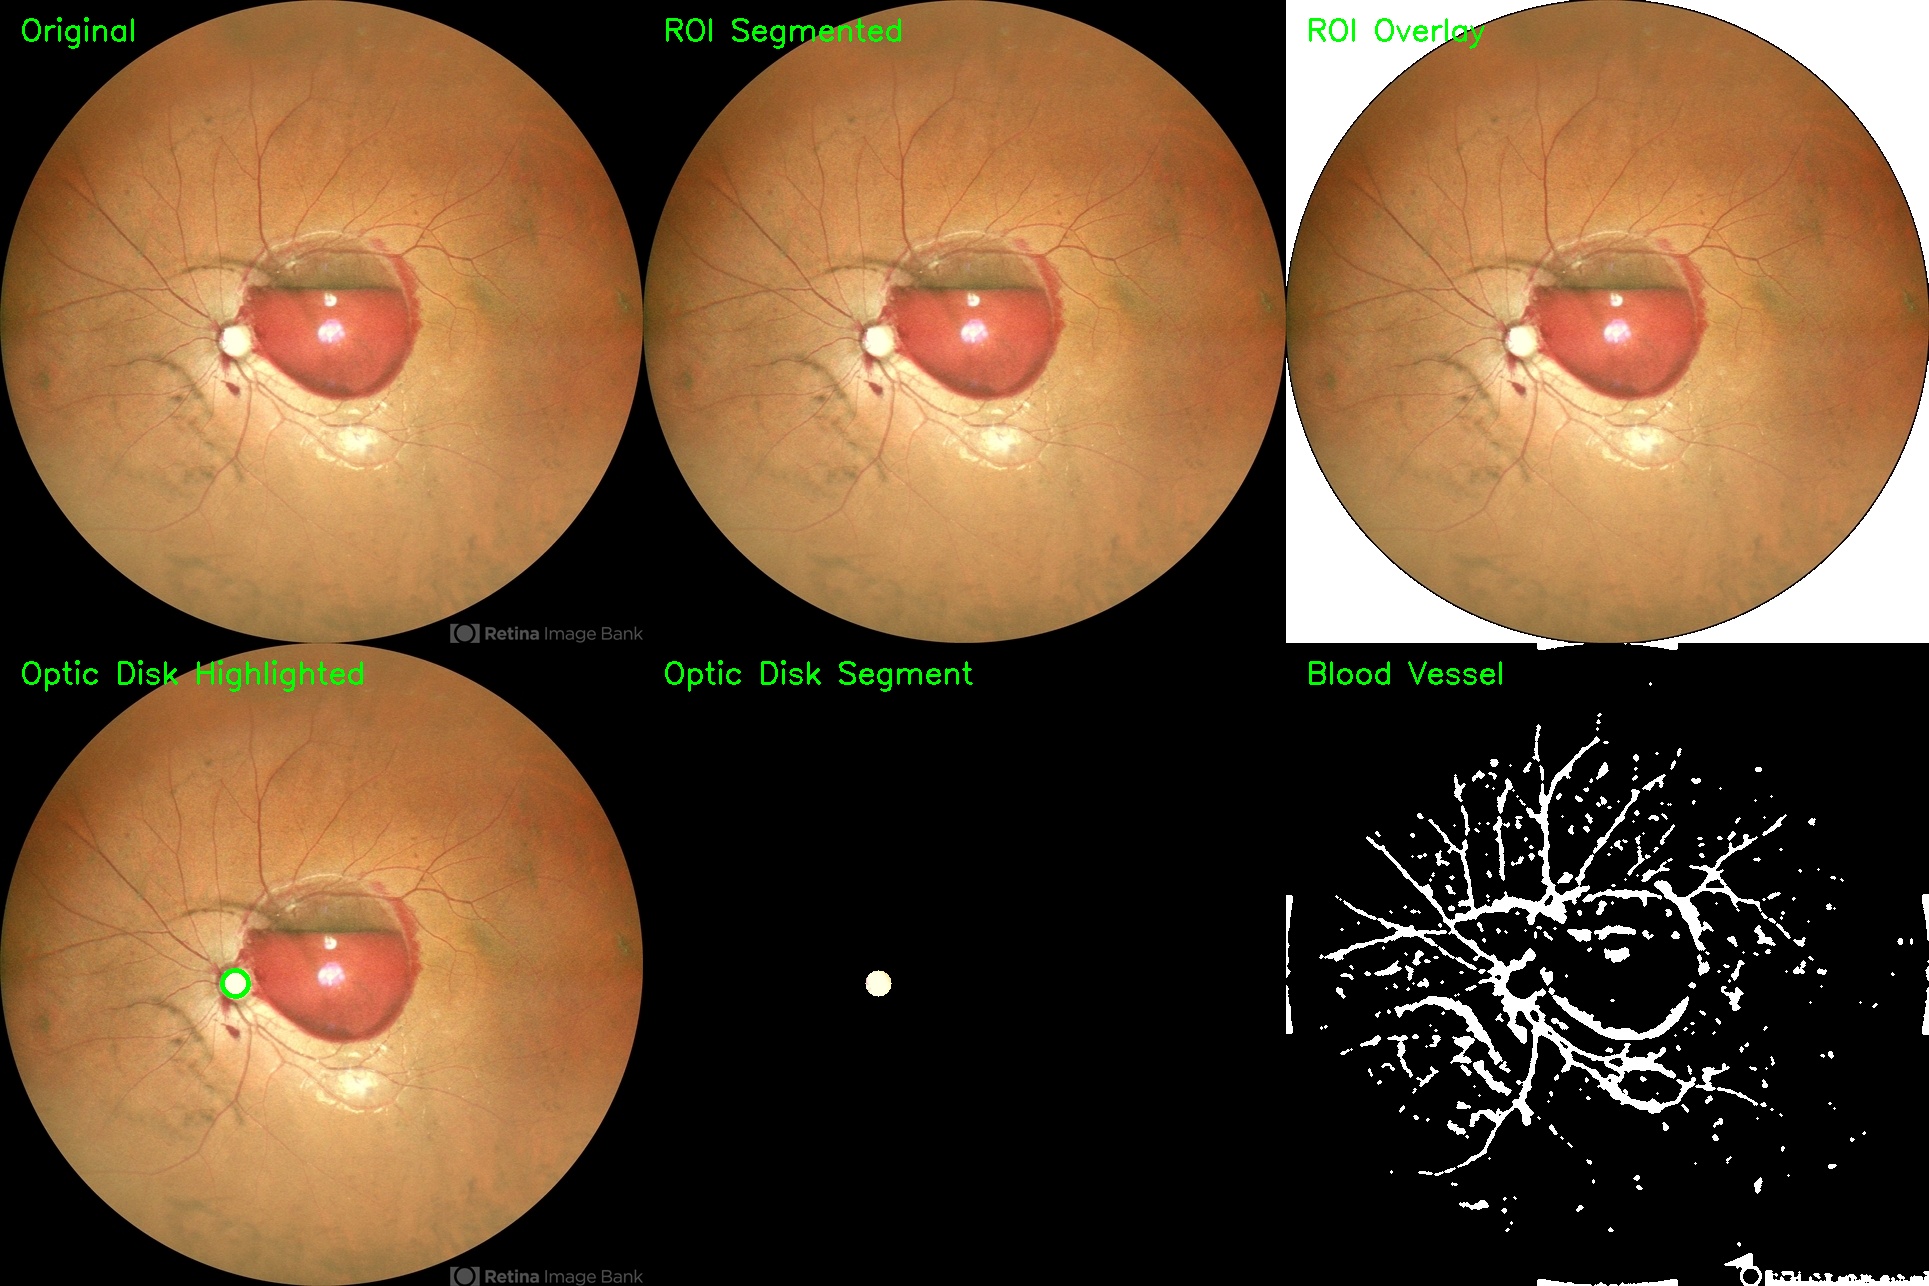 Original
ROI Segmented
ROI Overlay
Retina Image Bank
Optic Disk Highlighted
Optic Disk Segment
Blood Vessel
Retina Image Bank